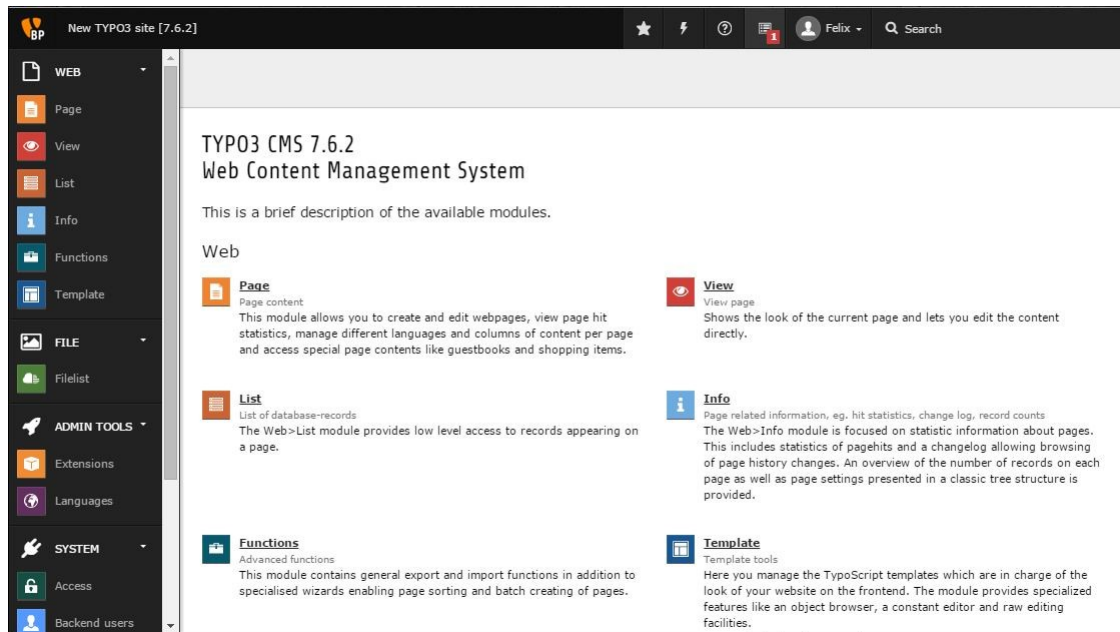 BP
New TYPO3 site [7.6.2]
1
Felix
Search
WEB
Page
View
List
Info
Functions
Template
FILE
Filelist
ADMIN TOOLS
Extensions
Languages
SYSTEM
Access
Backend users
TYPO3 CMS 7.6.2
Web Content Management System
This is a brief description of the available modules.
Web
Page
Page content
This module allows you to create and edit webpages, view page hit
statistics, manage different languages and columns of content per page
and access special page contents like guestbooks and shopping items.
View
View page
Shows the look of the current page and lets you edit the content
directly.
List
List of database-records
The Web>List module provides low level access to records appearing on
a page.
Info
Page related information, eg. hit statistics, change log, record counts
The Web>Info module is focused on statistic information about pages.
This includes statistics of pagehits and a changelog allowing browsing
of page history changes. An overview of the number of records on each
page as well as page settings presented in a classic tree structure is
provided.
Functions
Advanced functions
This module contains general export and import functions in addition to
specialised wizards enabling page sorting and batch creating of pages.
Template
Template tools
Here you manage the TypoScript templates which are in charge of the
look of your website on the frontend. The module provides specialized
features like an object browser, a constant editor and raw editing
facilities.